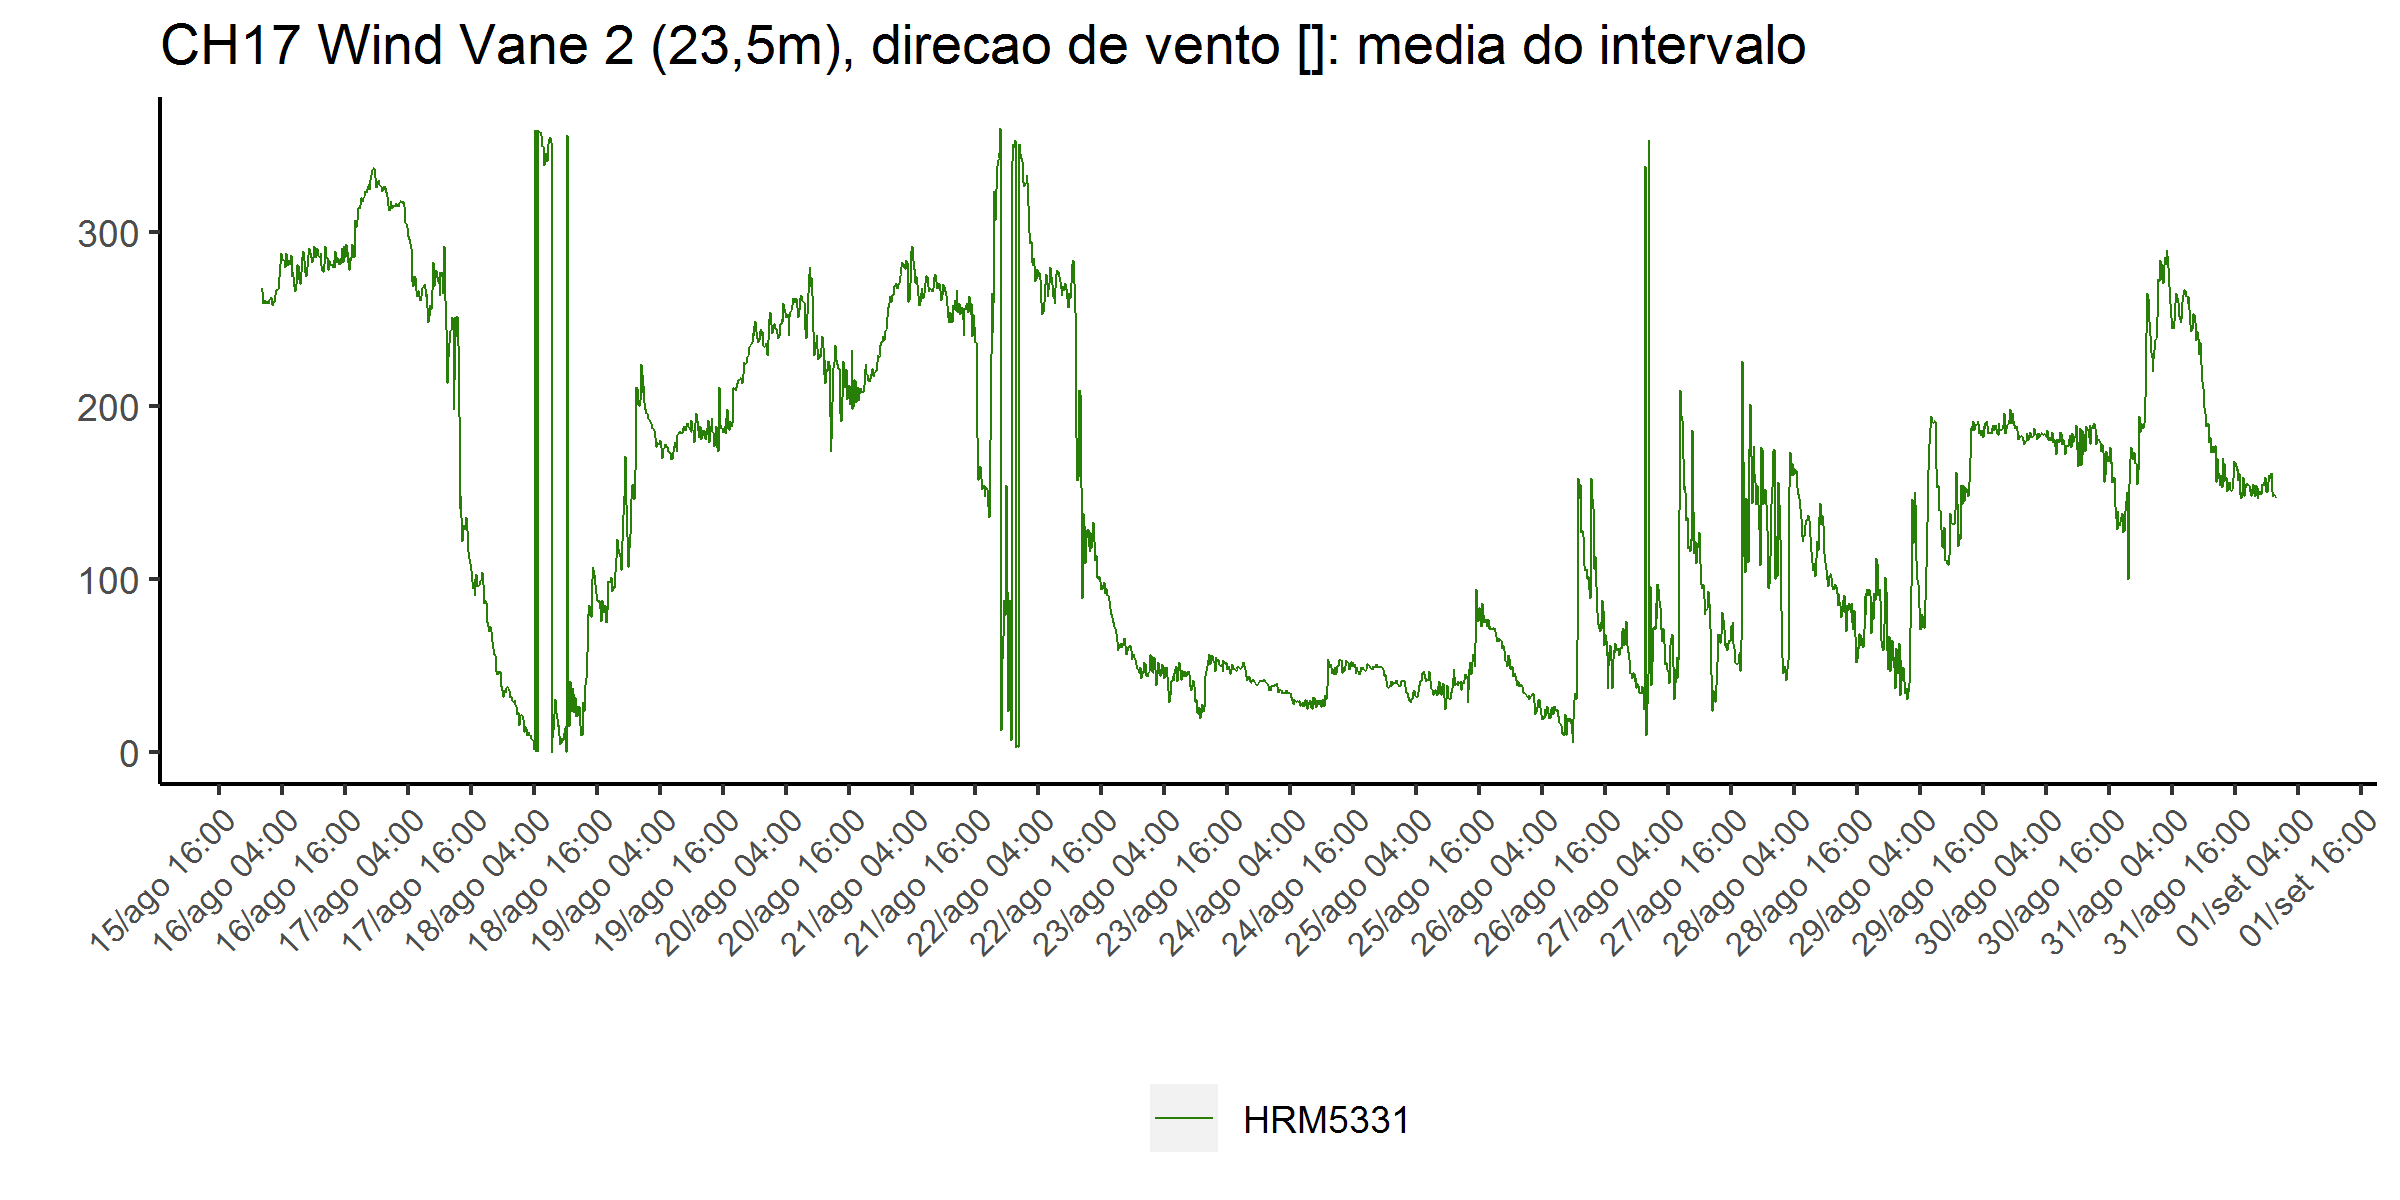 CH17 Wind Vane 2 (23,5m), direcao de vento []: media do intervalo
300
200
100
0
15/ago 16:00
16/ago 04:00
16/ago 16:00
17/ago 04:00
17/ago 16:00
18/ago 04:00
18/ago 16:00
19/ago 04:00
19/ago 16:00
20/ago 04:00
20/ago 16:00
21/ago 04:00
21/ago 16:00
22/ago 04:00
22/ago 16:00
23/ago 04:00
23/ago 16:00
24/ago 04:00
24/ago 16:00
25/ago 04:00
25/ago 16:00
26/ago 04:00
26/ago 16:00
27/ago 04:00
27/ago 16:00
28/ago 04:00
28/ago 16:00
29/ago 04:00
29/ago 16:00
30/ago 04:00
30/ago 16:00
31/ago 04:00
31/ago 16:00
01/set 04:00
01/set 16:00
HRM5331